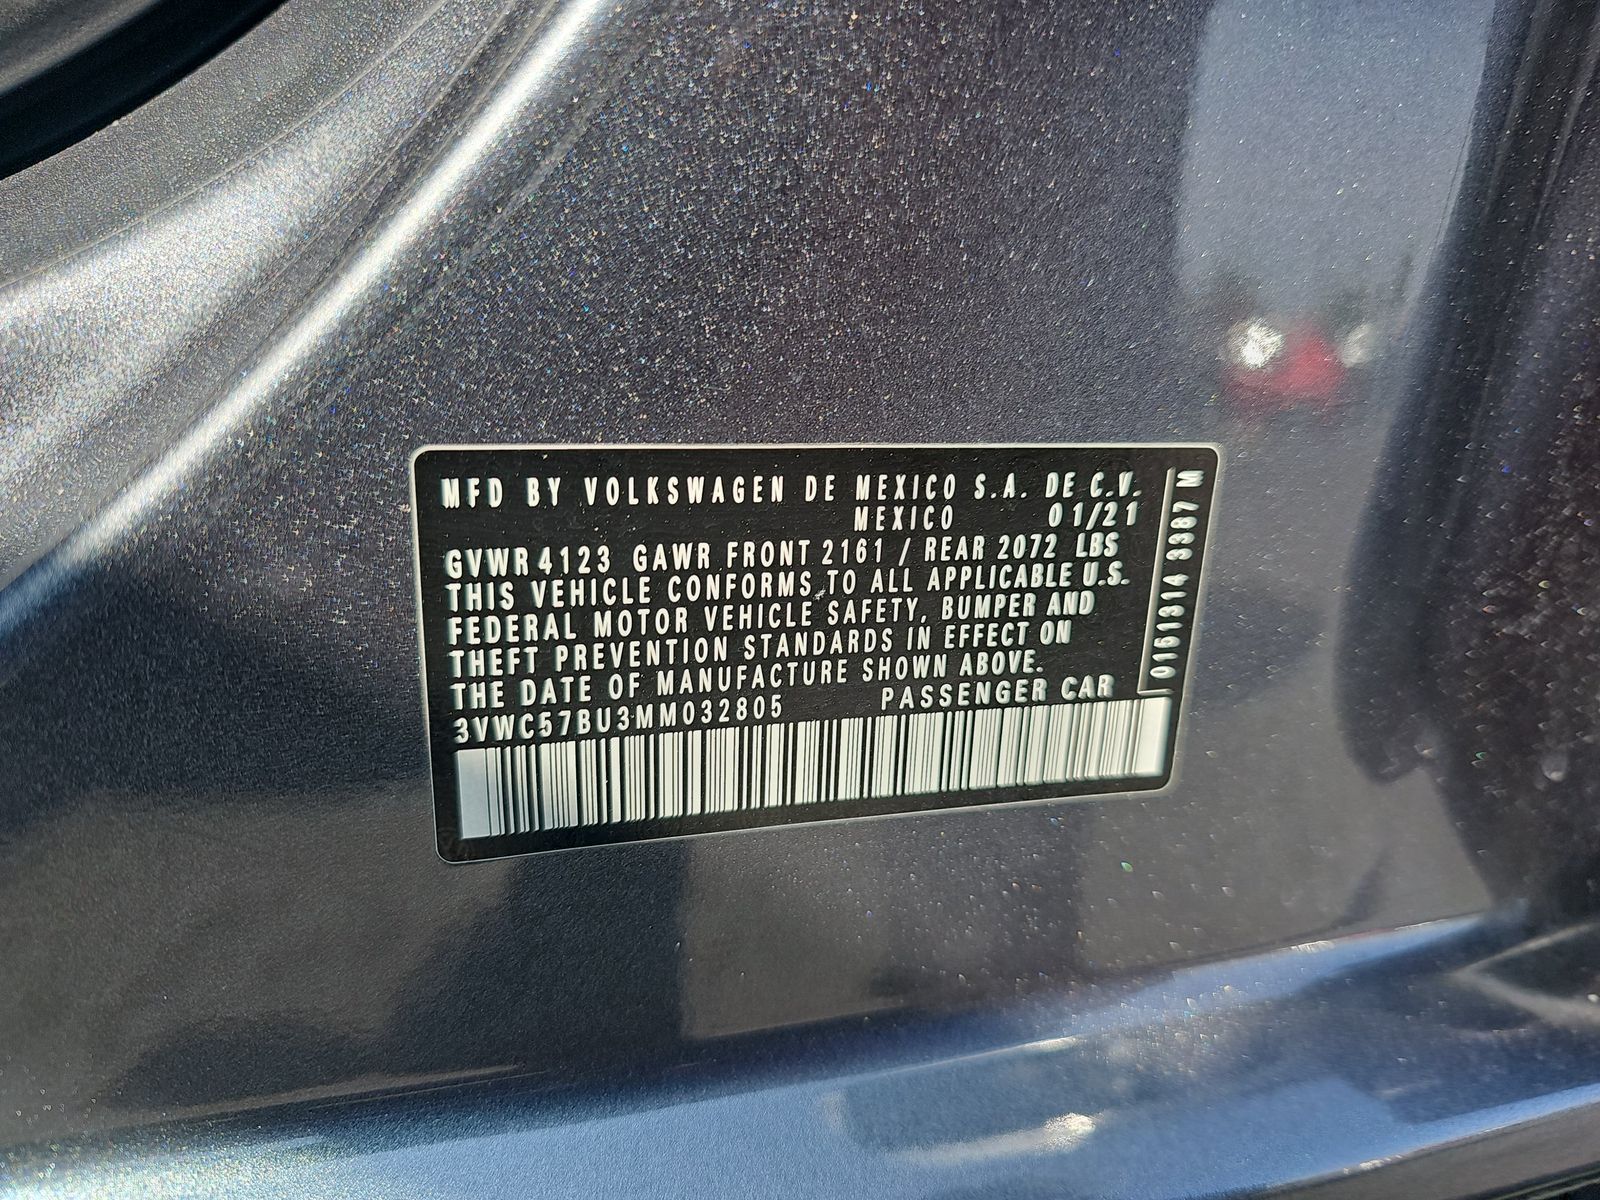 MFD BY VOLKSWAGEN DE MEXICO S.A. DE C.V.
MEXICO 01/21
GVWR 4123 GAWR FRONT 2161 / REAR 2072 LBS
THIS VEHICLE CONFORMS TO ALL APPLICABLE U.S.
FEDERAL MOTOR VEHICLE SAFETY, BUMPER AND
THEFT PREVENTION STANDARDS IN EFFECT ON
THE DATE OF MANUFACTURE SHOWN ABOVE.
3VWC57BU3MM032805 PASSENGER CAR
0161314 3387 M